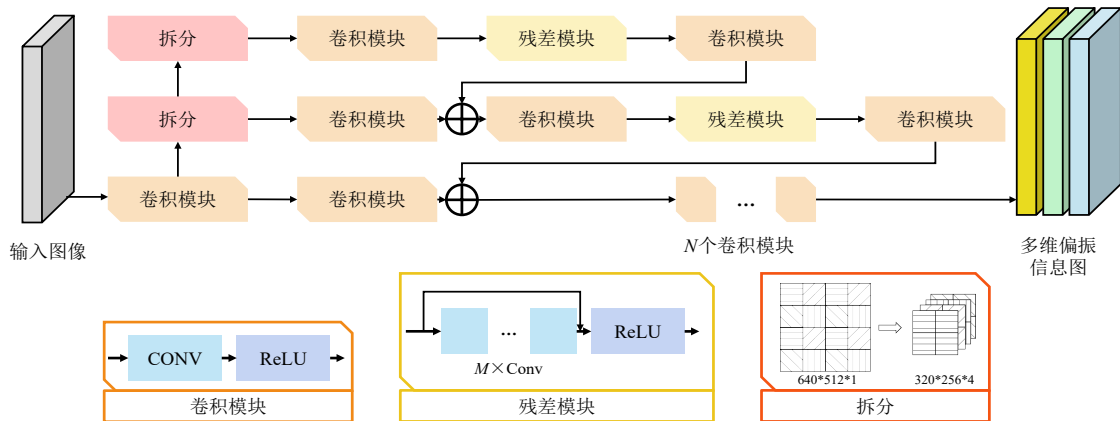 拆分
卷积模块
残差模块
卷积模块
拆分
卷积模块
卷积模块
残差模块
卷积模块
卷积模块
卷积模块
...
输入图像
N个卷积模块
多维偏振
信息图
CONV
ReLU
卷积模块
...
ReLU
M×Conv
残差模块
640*512*1
320*256*4
拆分